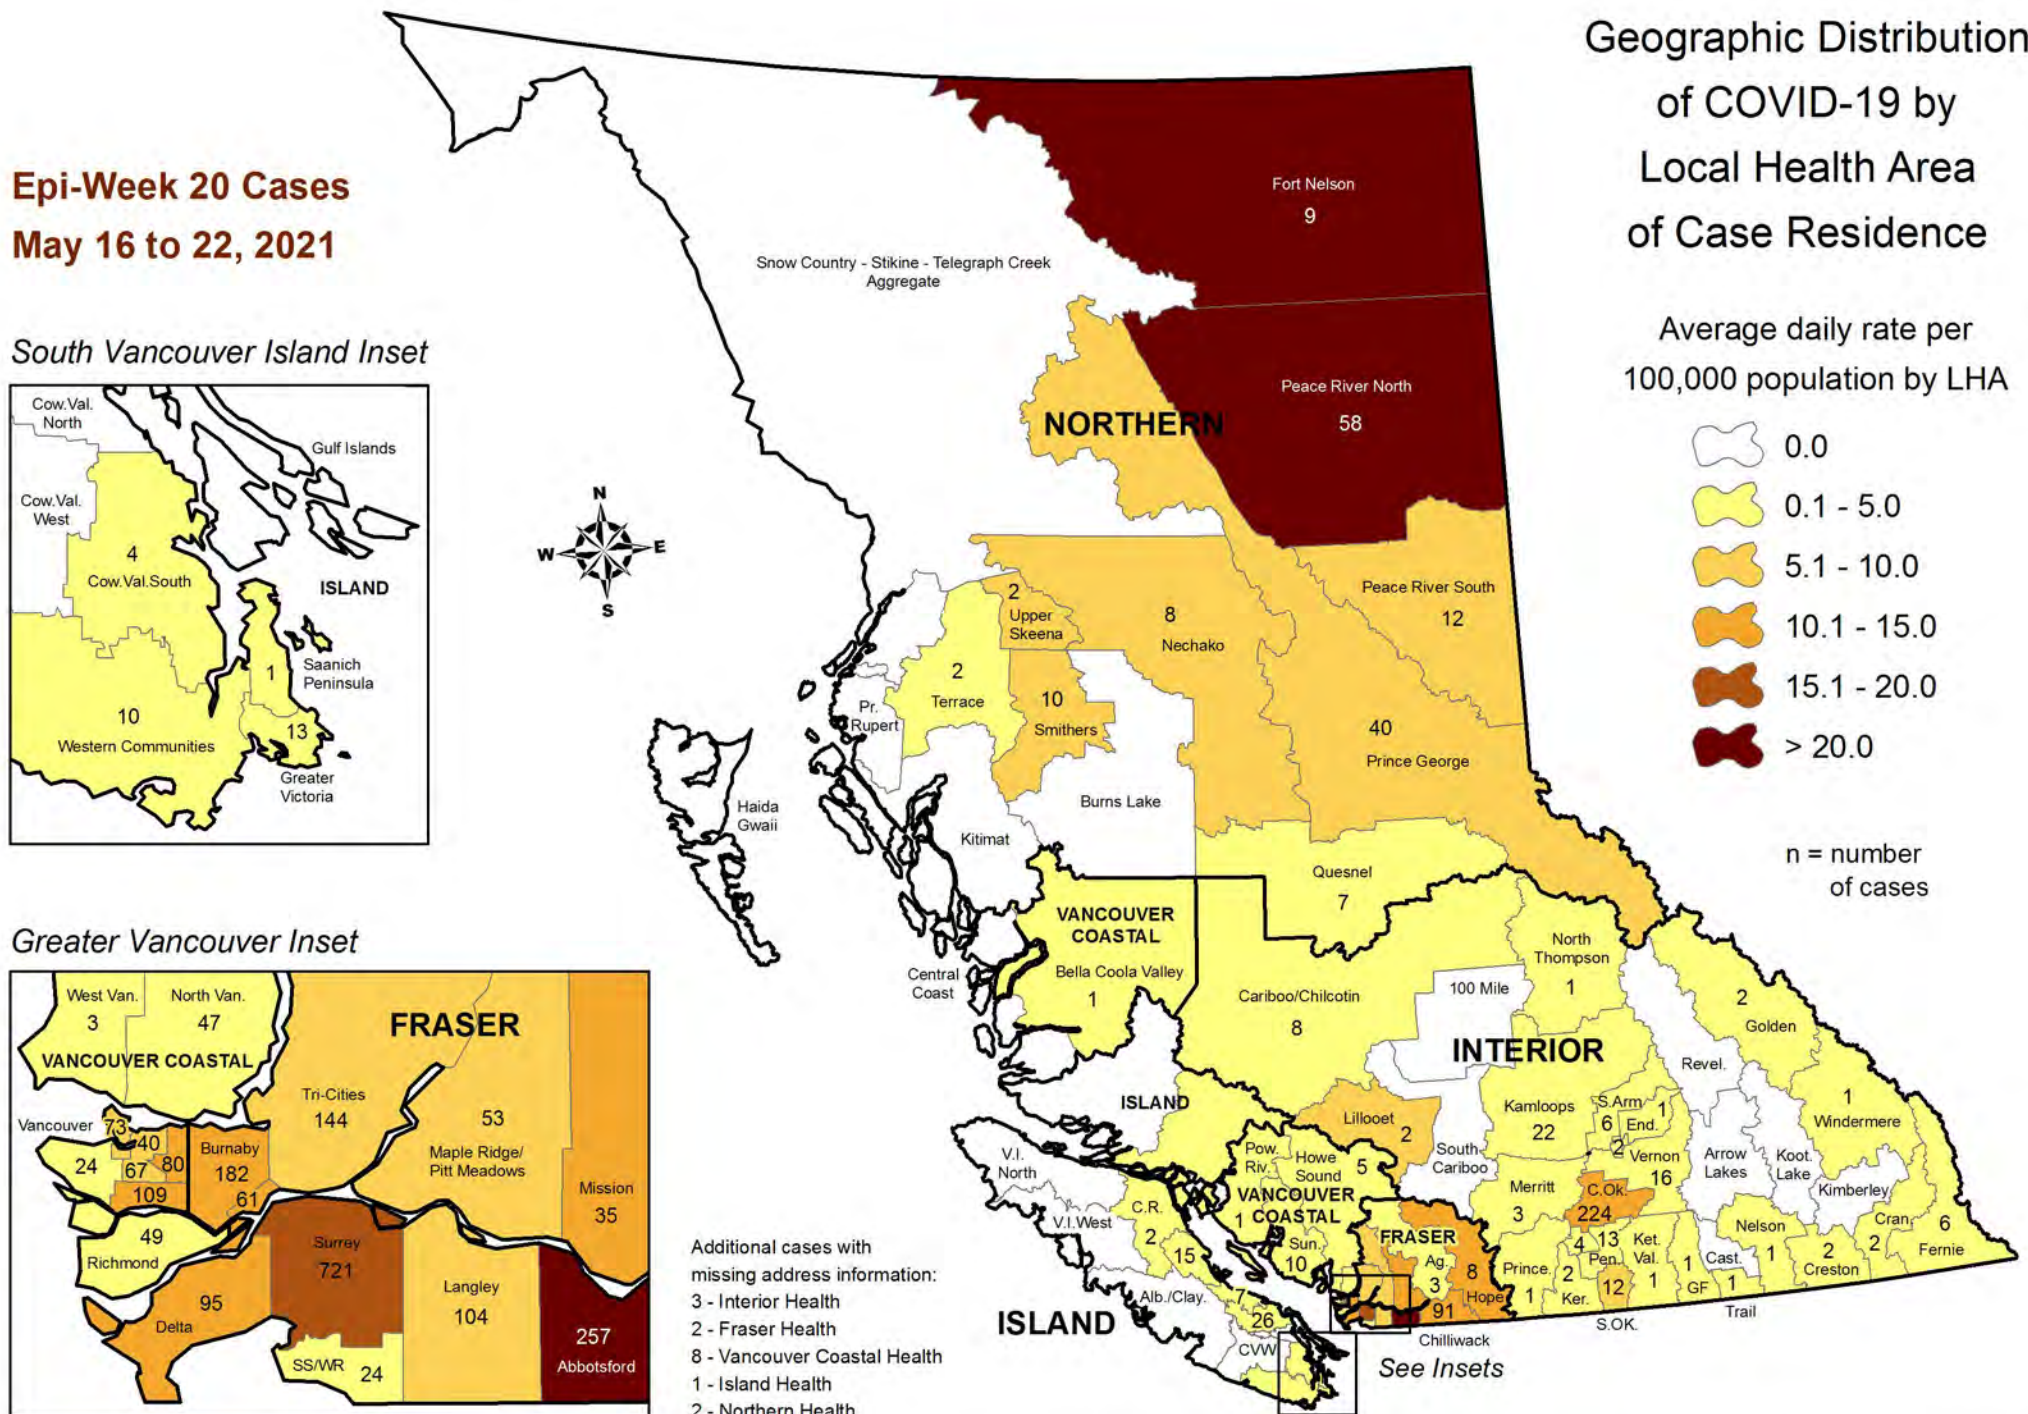 Geographic Distribution
of COVID-19 by
Local Health Area
of Case Residence
Epi-Week 20 Cases
May 16 to 22, 2021
Average daily rate per
100,000 population by LHA
0.0
0.1 - 5.0
5.1 - 10.0
10.1 - 15.0
15.1 - 20.0
> 20.0
n = number
of cases
South Vancouver Island Inset
Cow.Val.
North
Gulf Islands
Cow.Val.
West
4
Cow.Val.South
ISLAND
1
Saanich
Peninsula
10
Western Communities
13
Greater
Victoria
Greater Vancouver Inset
West Van.
3
North Van.
47
VANCOUVER COASTAL
FRASER
Tri-Cities
144
53
Maple Ridge/
Pitt Meadows
Mission
35
Vancouver
73
40
24
67
80
109
Burnaby
182
61
49
Richmond
Surrey
721
95
Delta
Langley
104
257
Abbotsford
SS/WR
24
N
W
E
S
Fort Nelson
9
Snow Country - Stikine - Telegraph Creek
Aggregate
Peace River North
58
NORTHERN
Peace River South
12
2
Upper
Skeena
8
Nechako
2
Terrace
10
Smithers
Pr.
Rupert
40
Prince George
Burns Lake
Haida
Gwaii
Kitimat
Quesnel
7
VANCOUVER
COASTAL
Bella Coola Valley
1
Central
Coast
Cariboo/Chilcotin
8
100 Mile
North
Thompson
1
2
Golden
INTERIOR
Revel.
ISLAND
Lillooet
2
Kamloops
22
S.Arm
6
1
End.
2
1
Windermere
South
Cariboo
Vernon
16
Arrow
Lakes
Koot.
Lake
Kimberley
V.I.
North
Pow.
Riv.
Howe
Sound
5
VANCOUVER
COASTAL
1
Merritt
3
C.Ok.
224
V.I.West
C.R.
2
15
Sun.
10
FRASER
Ag.
3
8
Hope
91
Chilliwack
Prince.
1
4
13
Pen.
2
Ker.
12
S.OK.
Ket.
Val.
1
1
GF
Cast.
1
Trail
Nelson
1
2
Creston
Cran.
2
6
Fernie
Alb./Clay.
7
26
CVW
ISLAND
See Insets
Additional cases with
missing address information:
3 - Interior Health
2 - Fraser Health
8 - Vancouver Coastal Health
1 - Island Health
2 - Northern Health